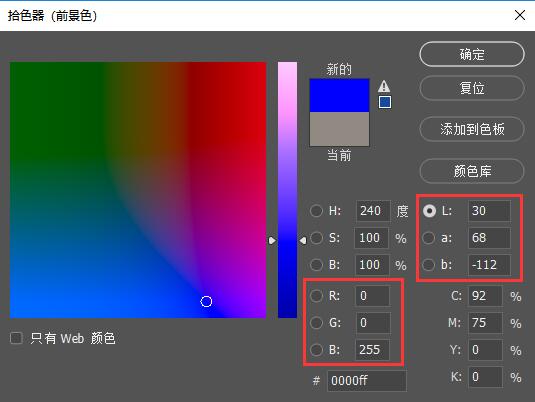 拾色器（前景色）
新的
当前
确定
复位
添加到色板
颜色库
H: 240 度
S: 100 %
B: 100 %
R: 0
G: 0
B: 255
# 0000ff
L: 30
a: 68
b: -112
C: 92 %
M: 75 %
Y: 0 %
K: 0 %
只有 Web 颜色